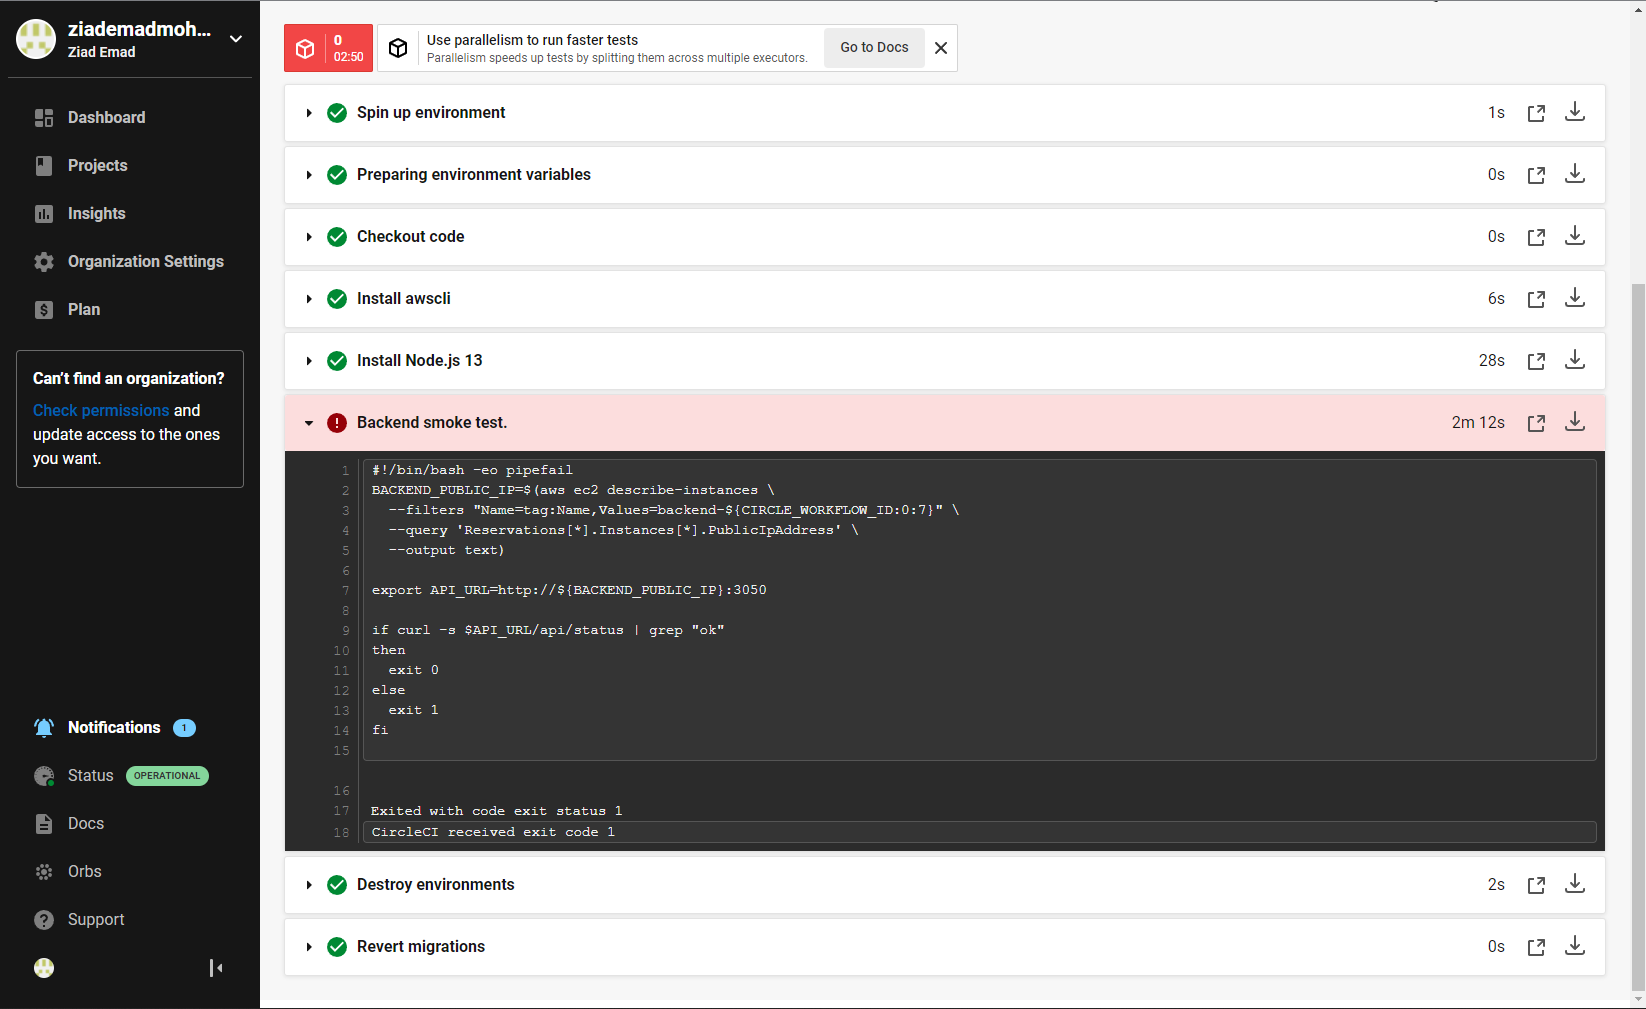 ziademadmoh...
Ziad Emad
Dashboard
Projects
Insights
Organization Settings
Plan
Can't find an organization?
Check permissions and
update access to the ones
you want.
Notifications 1
Status OPERATIONAL
Docs
Orbs
Support
0
02:50
Use parallelism to run faster tests
Parallelism speeds up tests by splitting them across multiple executors.
Go to Docs
Spin up environment 1s
Preparing environment variables 0s
Checkout code 0s
Install awscli 6s
Install Node.js 13 28s
Backend smoke test. 2m 12s
1 #!/bin/bash -eo pipefail
2 BACKEND_PUBLIC_IP=$(aws ec2 describe-instances \
3 --filters "Name=tag:Name,Values=backend-${CIRCLE_WORKFLOW_ID:0:7}" \
4 --query 'Reservations[*].Instances[*].PublicIpAddress' \
5 --output text)
6
7 export API_URL=http://${BACKEND_PUBLIC_IP}:3050
8
9 if curl -s $API_URL/api/status | grep "ok"
10 then
11 exit 0
12 else
13 exit 1
14 fi
15
16
17 Exited with code exit status 1
18 CircleCI received exit code 1
Destroy environments 2s
Revert migrations 0s